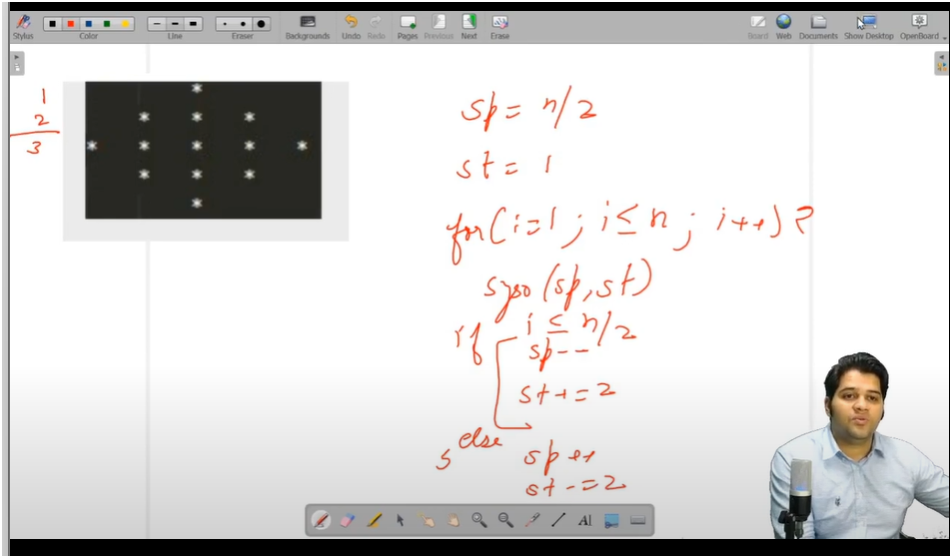 Stylus
Color
Line
Eraser
Backgrounds
Undo
Redo
Pages
Previous
Next
Erase
Board
Web
Documents
Show Desktop
OpenBoard
1
2
3
sp = n/2
st = 1
for(i=1; i≤n; i++) {
syso (sp, st)
if i ≤ n/2
sp--
st += 2
else sp++
}
st -= 2